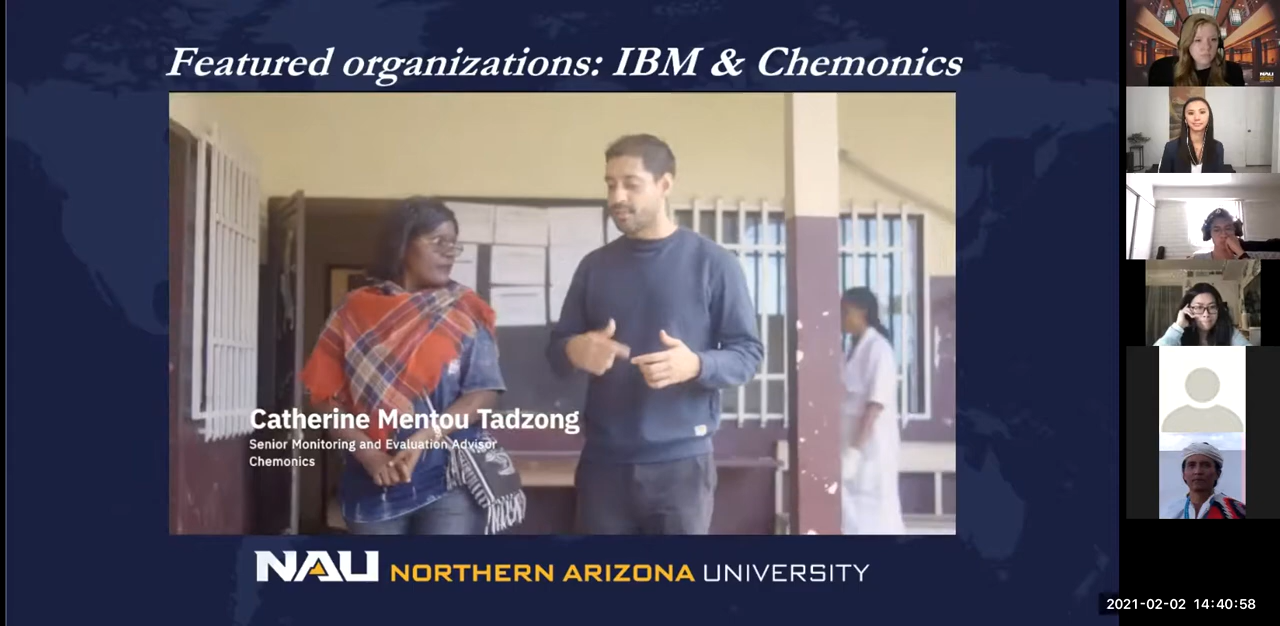 Featured organizations: IBM & Chemonics
Catherine Mentou Tadzong
Senior Monitoring and Evaluation Advisor
Chemonics
NAU NORTHERN ARIZONA UNIVERSITY
NAU
2021-02-02 14:40:58